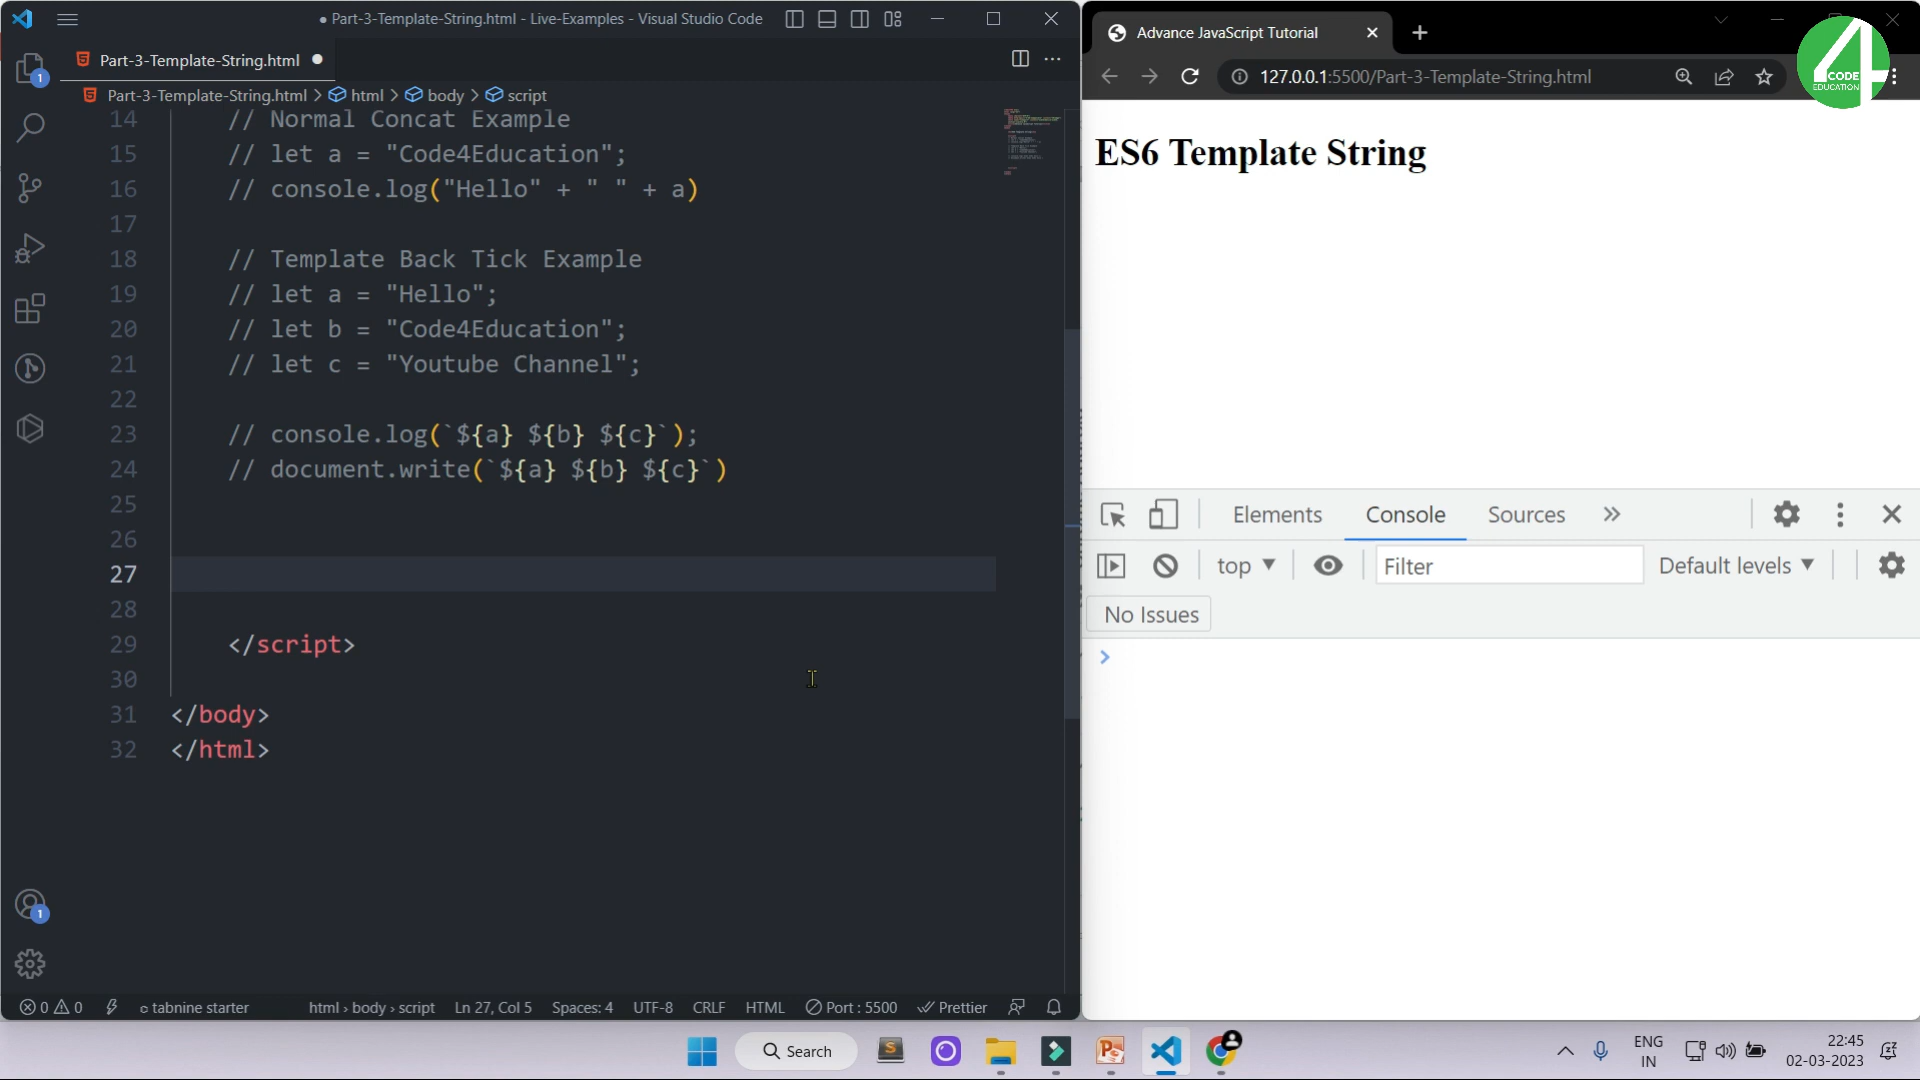 Part-3-Template-String.html - Live-Examples - Visual Studio Code
Part-3-Template-String.html
Part-3-Template-String.html > html > body > script
14 // Normal Concat Example
15 // let a = "Code4Education";
16 // console.log("Hello" + " " + a)
17
18 // Template Back Tick Example
19 // let a = "Hello";
20 // let b = "Code4Education";
21 // let c = "Youtube Channel";
22
23 // console.log(`${a} ${b} ${c}`);
24 // document.write(`${a} ${b} ${c}`)
25
26
27
28
29 </script>
30
31 </body>
32 </html>
1
1
0 0
tabnine starter
html › body › script
Ln 27, Col 5
Spaces: 4
UTF-8
CRLF
HTML
Port : 5500
Prettier
Advance JavaScript Tutorial
127.0.0.1:5500/Part-3-Template-String.html
4
CODE
EDUCATION
ES6 Template String
Elements Console Sources
top Filter Default levels
No Issues
Search
ENG
IN
22:45
02-03-2023